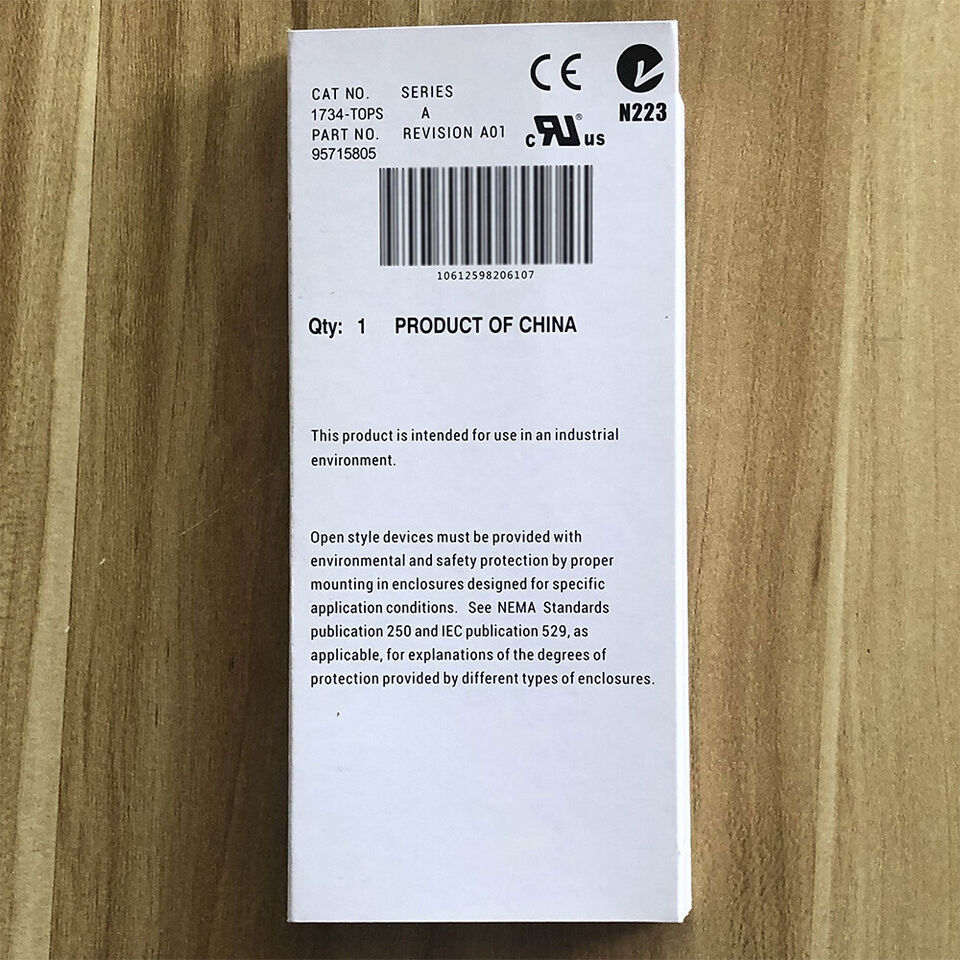 CE
N223
CAT NO. SERIES
1734-TOPS A
PART NO. REVISION A01
95715805
c RU ® us
10612598206107
Qty: 1 PRODUCT OF CHINA
This product is intended for use in an industrial
environment.
Open style devices must be provided with
environmental and safety protection by proper
mounting in enclosures designed for specific
application conditions. See NEMA Standards
publication 250 and IEC publication 529, as
applicable, for explanations of the degrees of
protection provided by different types of enclosures.